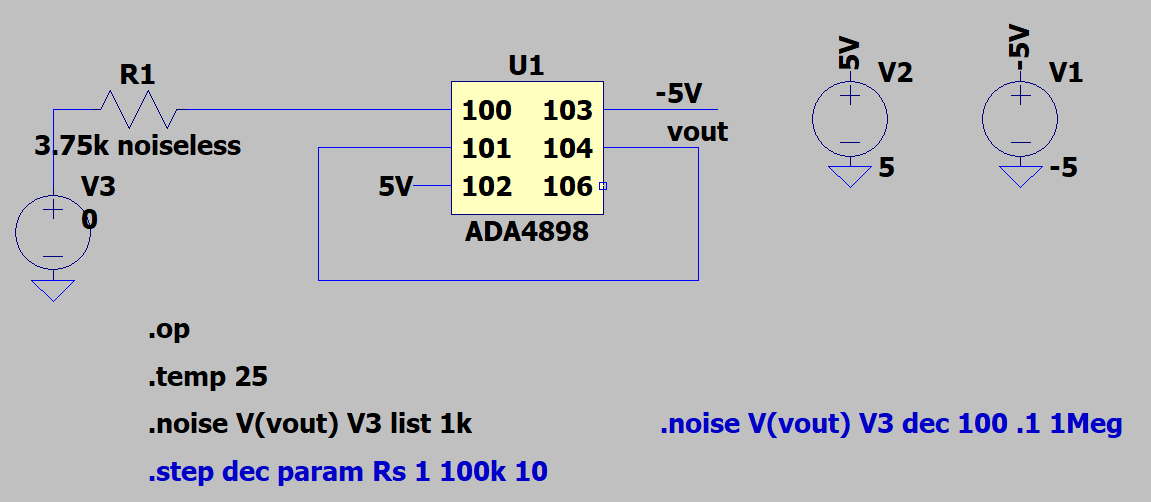 R1
3.75k noiseless
V3
0
U1
100 103
101 104
102 106
ADA4898
5V
-5V
vout
5V
V2
5
-5V
V1
-5
.op
.temp 25
.noise V(vout) V3 list 1k
.noise V(vout) V3 dec 100 .1 1Meg
.step dec param Rs 1 100k 10